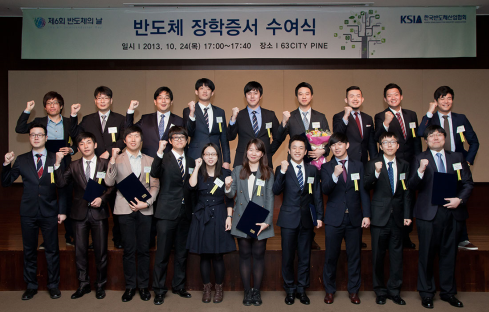 제6회 반도체의 날
반도체 장학증서 수여식
KSIA 한국반도체산업협회
일시 I 2013. 10. 24(목) 17:00~17:40 장소 I 63CITY PINE